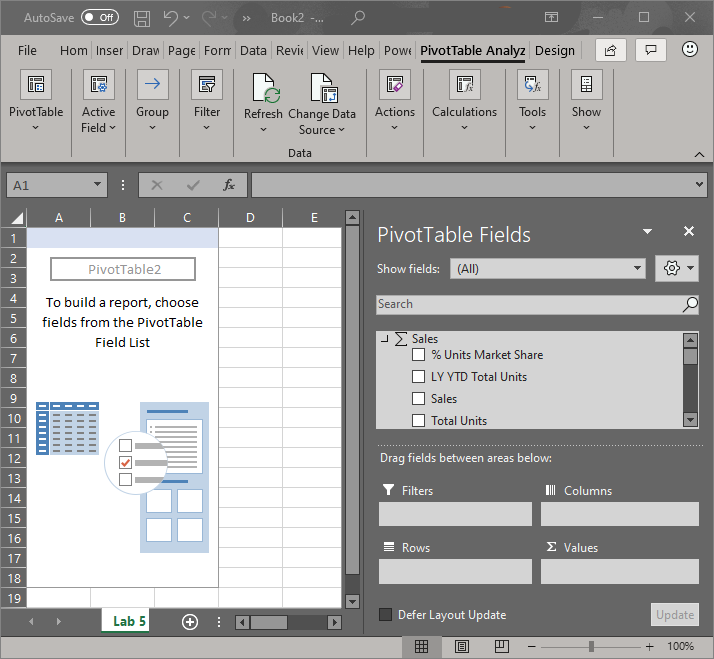 AutoSave Off Book2 -...
File Hom Inser Draw Page Form Data Revie View Help Powe PivotTable Analyz Design
PivotTable Active Field Group Filter Refresh Change Data Source Actions Calculations Tools Show
Data
A1 fx
A B C D E
1
2
3
4
5
6
7
8
9
10
11
12
13
14
15
16
17
18
19
PivotTable2
To build a report, choose
fields from the PivotTable
Field List
PivotTable Fields
Show fields: (All)
Search
Σ Sales
% Units Market Share
LY YTD Total Units
Sales
Total Units
Drag fields between areas below:
Filters Columns
Rows Σ Values
Defer Layout Update Update
Lab 5
100%